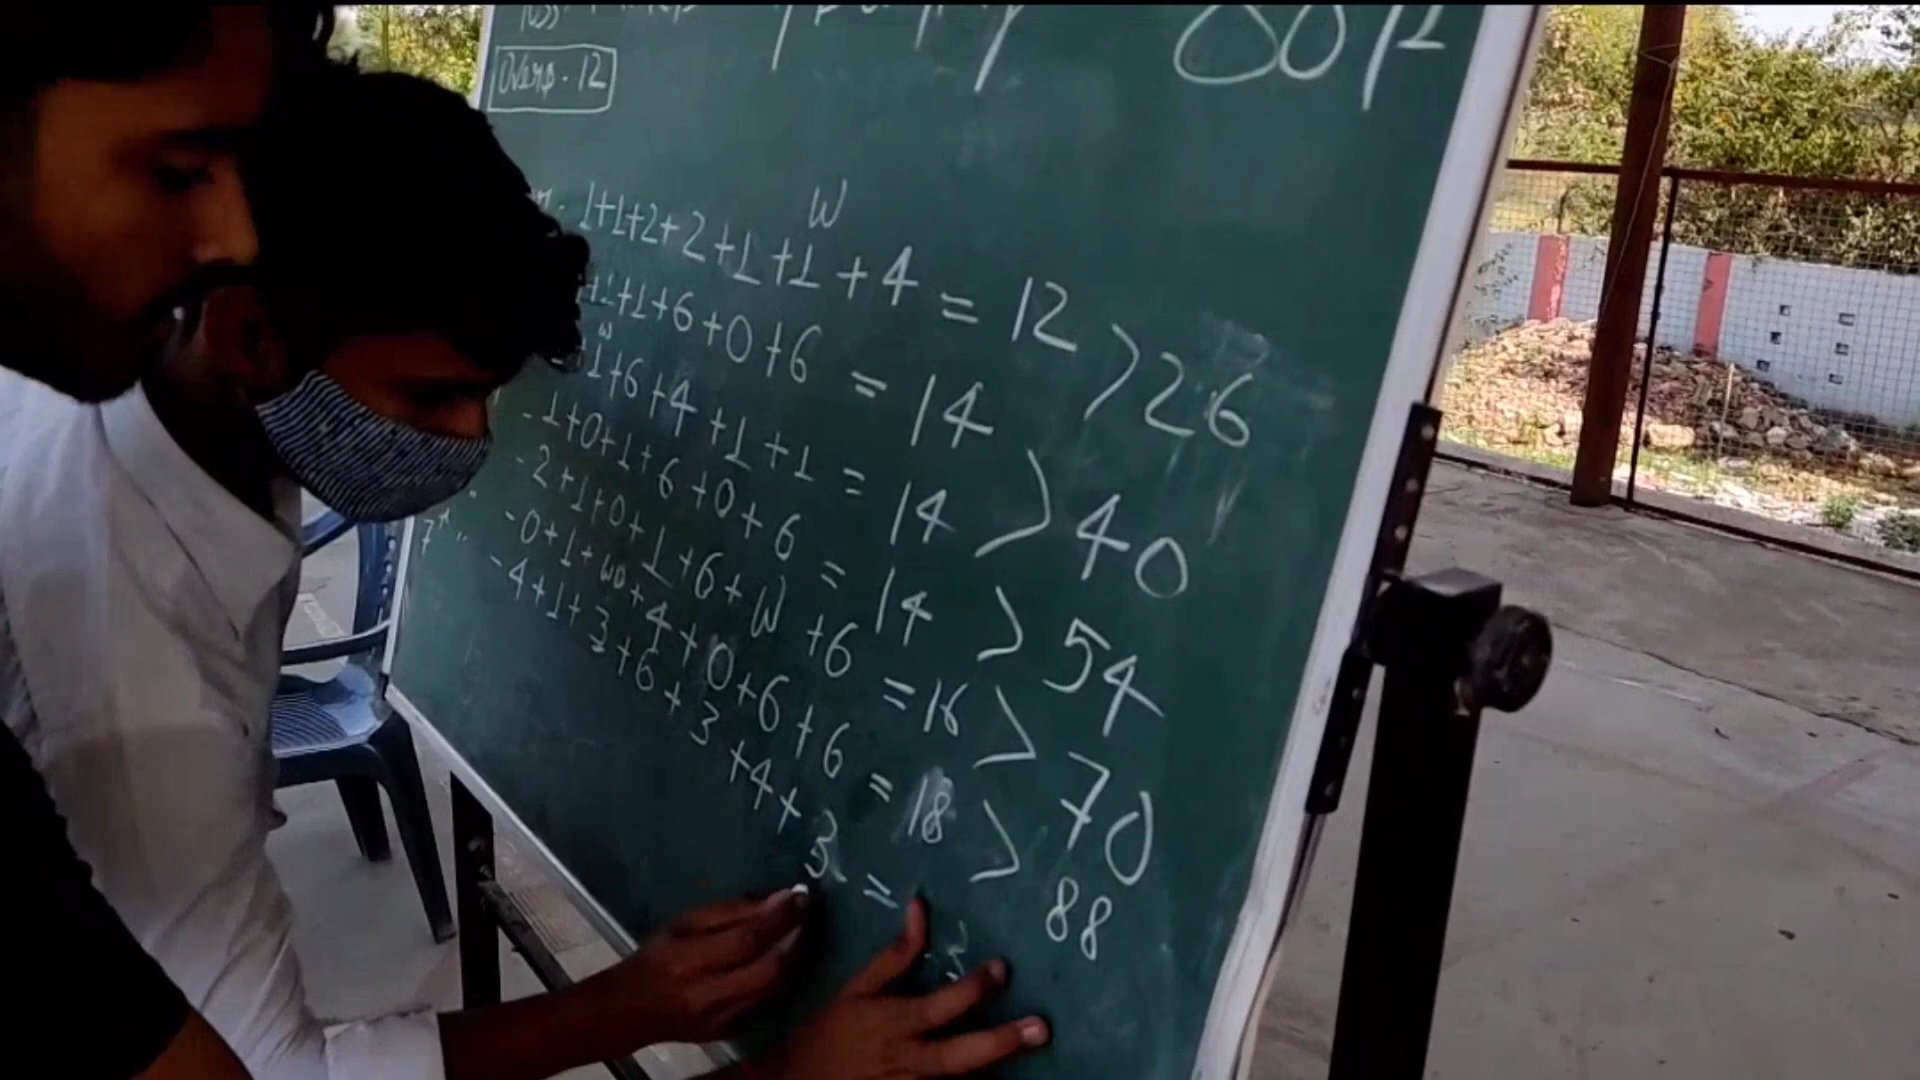 Overs - 12
W
1+1+2+2+1+1+4 = 12
>26
+1+1+6+0+6 = 14
W
>40
1+6+4+1+1 = 14
-1+0+1+6+0+6 = 14
>54
-2+1+0+1+6+W+6 = 16
>70
-0+1+WD+4+0+6+6 = 18
>88
7th -4+1+3+6+3+4+3 =